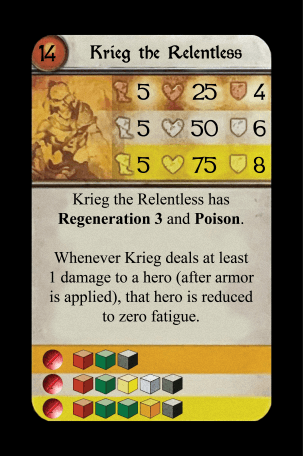 14 Krieg the Relentless
5 25 4
5 50 6
5 75 8
Krieg the Relentless has
Regeneration 3 and Poison.
Whenever Krieg deals at least
1 damage to a hero (after armor
is applied), that hero is reduced
to zero fatigue.